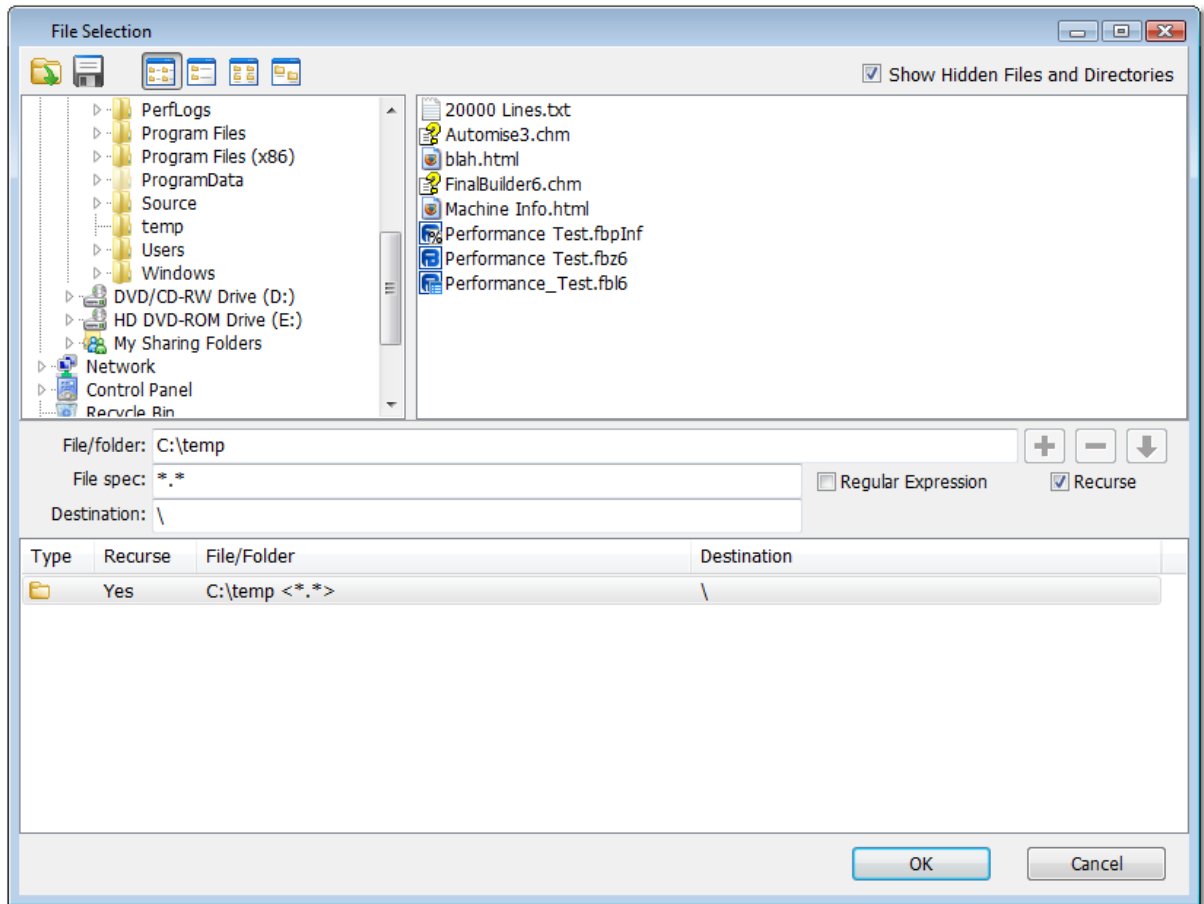 File Selection
Show Hidden Files and Directories
PerfLogs
Program Files
Program Files (x86)
ProgramData
Source
temp
Users
Windows
DVD/CD-RW Drive (D:)
HD DVD-ROM Drive (E:)
My Sharing Folders
Network
Control Panel
Recycle Bin
20000 Lines.txt
Automise3.chm
blah.html
FinalBuilder6.chm
Machine Info.html
Performance Test.fbpInf
Performance Test.fbz6
Performance_Test.fbl6
File/folder: C:\temp
File spec: *.* Regular Expression Recurse
Destination: \
Type Recurse File/Folder Destination
Yes C:\temp <*.*> \
OK Cancel